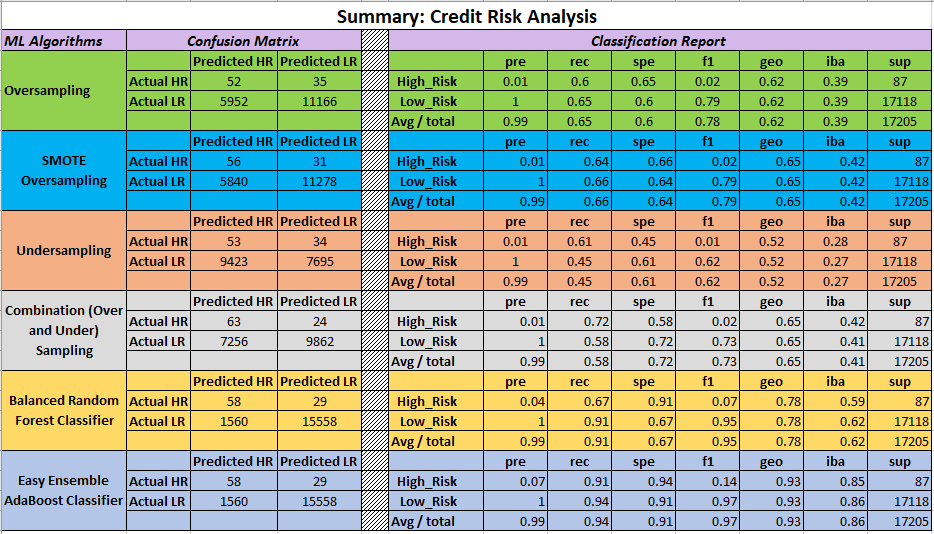 Summary: Credit Risk Analysis
ML Algorithms Confusion Matrix Classification Report
Predicted HR Predicted LR pre rec spe f1 geo iba sup
Oversampling Actual HR 52 35 High_Risk 0.01 0.6 0.65 0.02 0.62 0.39 87
Actual LR 5952 11166 Low_Risk 1 0.65 0.6 0.79 0.62 0.39 17118
Avg / total 0.99 0.65 0.6 0.78 0.62 0.39 17205
Predicted HR Predicted LR pre rec spe f1 geo iba sup
SMOTE Actual HR 56 31 High_Risk 0.01 0.64 0.66 0.02 0.65 0.42 87
Oversampling Actual LR 5840 11278 Low_Risk 1 0.66 0.64 0.79 0.65 0.42 17118
Avg / total 0.99 0.66 0.64 0.79 0.65 0.42 17205
Predicted HR Predicted LR pre rec spe f1 geo iba sup
Undersampling Actual HR 53 34 High_Risk 0.01 0.61 0.45 0.01 0.52 0.28 87
Actual LR 9423 7695 Low_Risk 1 0.45 0.61 0.62 0.52 0.27 17118
Avg / total 0.99 0.45 0.61 0.62 0.52 0.27 17205
Combination (Over Predicted HR Predicted LR pre rec spe f1 geo iba sup
and Under) Actual HR 63 24 High_Risk 0.01 0.72 0.58 0.02 0.65 0.42 87
Sampling Actual LR 7256 9862 Low_Risk 1 0.58 0.72 0.73 0.65 0.41 17118
Avg / total 0.99 0.58 0.72 0.73 0.65 0.41 17205
Predicted HR Predicted LR pre rec spe f1 geo iba sup
Balanced Random Actual HR 58 29 High_Risk 0.04 0.67 0.91 0.07 0.78 0.59 87
Forest Classifier Actual LR 1560 15558 Low_Risk 1 0.91 0.67 0.95 0.78 0.62 17118
Avg / total 0.99 0.91 0.67 0.95 0.78 0.62 17205
Predicted HR Predicted LR pre rec spe f1 geo iba sup
Easy Ensemble Actual HR 58 29 High_Risk 0.07 0.91 0.94 0.14 0.93 0.85 87
AdaBoost Classifier Actual LR 1560 15558 Low_Risk 1 0.94 0.91 0.97 0.93 0.86 17118
Avg / total 0.99 0.94 0.91 0.97 0.93 0.86 17205